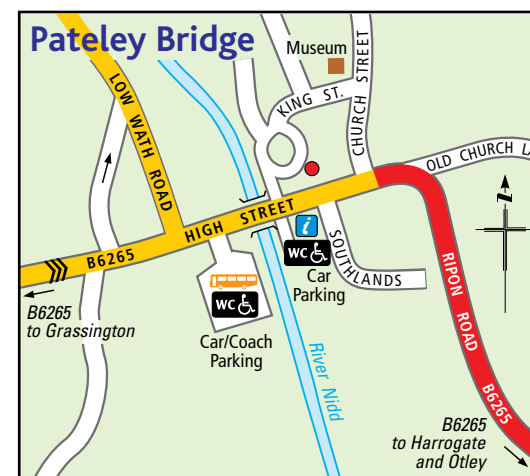 Pateley Bridge
Museum
KING ST.
CHURCH STREET
LOW WATH ROAD
OLD CHURCH LA
HIGH STREET
B6265
i
WC
SOUTHLANDS
Car
Parking
WC
Car/Coach
Parking
River Nidd
RIPON ROAD
B6265
B6265
to Grassington
B6265
to Harrogate
and Otley